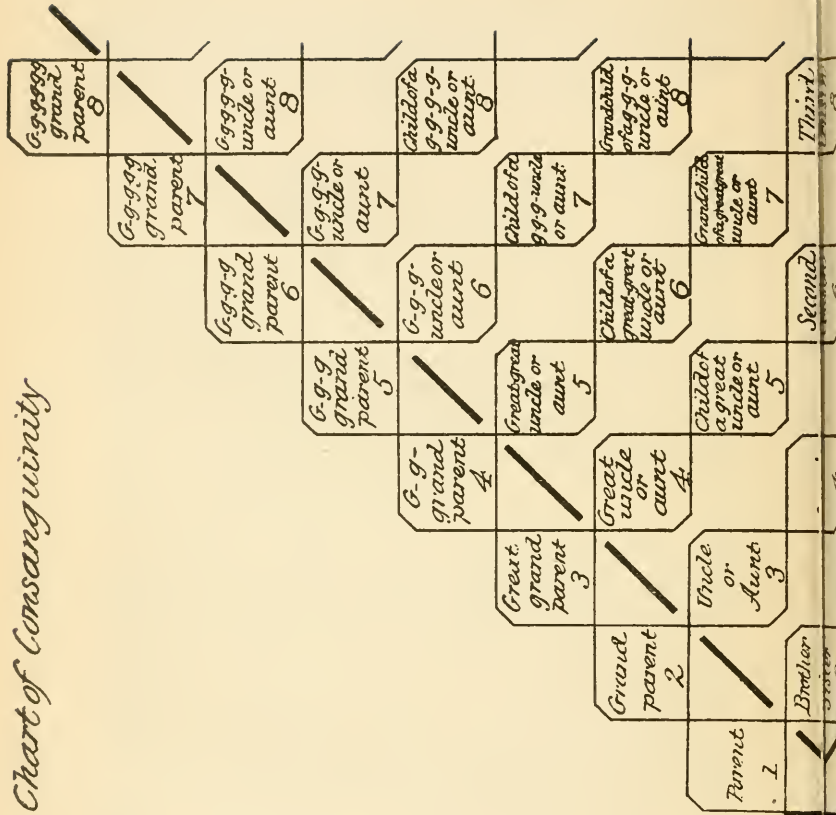 Chart of Consanguinity
G-g-g-g-g-g
grand
parent
8
G-g-g-g-g
grand
parent
7
G-g-g-g
grand
parent
6
G-g-g
grand
parent
5
G-g-
grand
parent
4
Great
grand
parent
3
Grand
parent
2
Parent
1
G-g-g-g-g-
uncle or
aunt
8
G-g-g-g-
uncle or
aunt
7
G-g-g-
uncle or
aunt
6
Great-great
uncle or
aunt
5
Great
uncle
or
aunt
4
Uncle
or
Aunt
3
Brother
Child of a
g-g-g-g-
uncle or
aunt
8
Child of a
g-g-g-uncle
or aunt
7
Child of a
great-great
uncle or
aunt
6
Child of
a great
uncle or
aunt
5
Grandchild
of a g-g-g-
uncle or
aunt
8
Grandchild
of a great great
uncle or
aunt
7
Second
Third